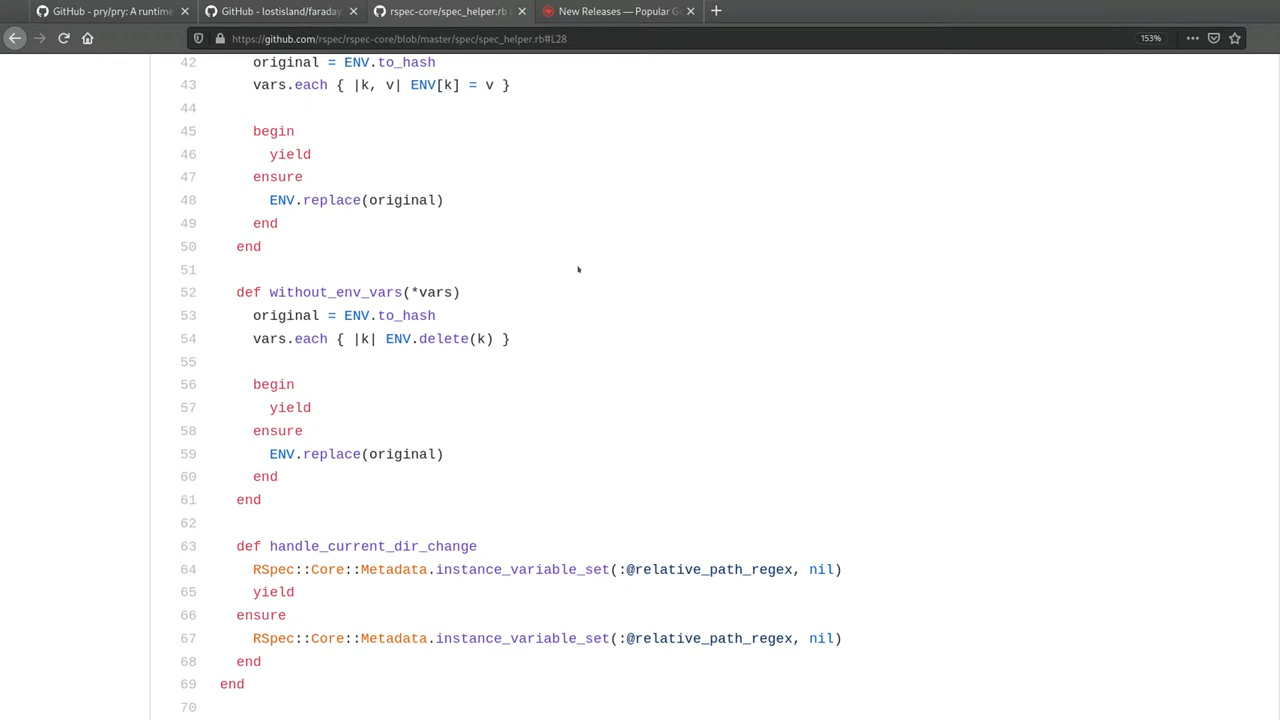 GitHub - pry/pry: A runtime
GitHub - lostisland/faraday
rspec-core/spec_helper.rb
New Releases — Popular G
https://github.com/rspec/rspec-core/blob/master/spec/spec_helper.rb#L28
153%
42 original = ENV.to_hash
43 vars.each { |k, v| ENV[k] = v }
44
45 begin
46 yield
47 ensure
48 ENV.replace(original)
49 end
50 end
51
52 def without_env_vars(*vars)
53 original = ENV.to_hash
54 vars.each { |k| ENV.delete(k) }
55
56 begin
57 yield
58 ensure
59 ENV.replace(original)
60 end
61 end
62
63 def handle_current_dir_change
64 RSpec::Core::Metadata.instance_variable_set(:@relative_path_regex, nil)
65 yield
66 ensure
67 RSpec::Core::Metadata.instance_variable_set(:@relative_path_regex, nil)
68 end
69 end
70